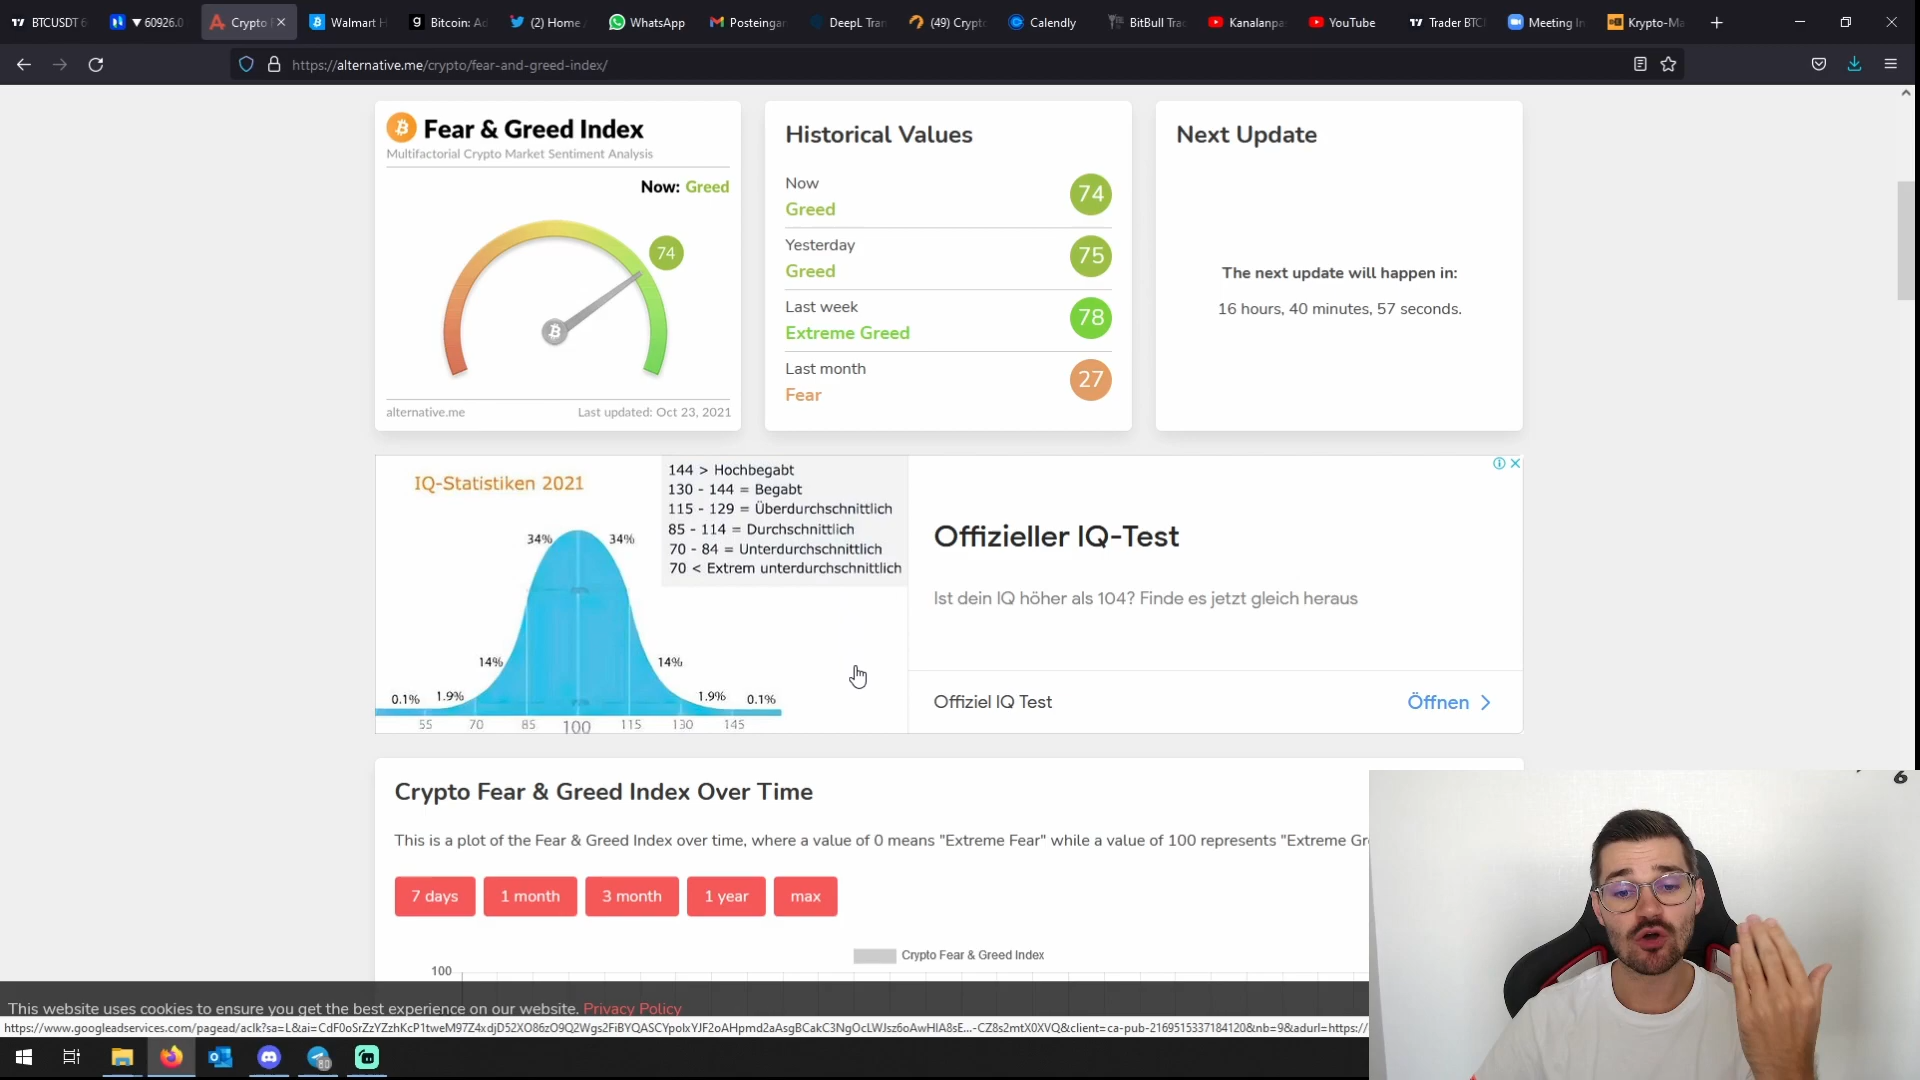 BTCUSDT 6
▼ 60926.0
Crypto F
Walmart H
Bitcoin: Ad
(2) Home
WhatsApp
Posteingan
DeepL Tran
(49) Crypto
Calendly
BitBull Trad
Kanalanpas
YouTube
Trader BTC
Meeting In
Krypto-Ma
https://alternative.me/crypto/fear-and-greed-index/
Fear & Greed Index
Multifactorial Crypto Market Sentiment Analysis
Now: Greed
74
alternative.me
Last updated: Oct 23, 2021
Historical Values
Now
Greed
74
Yesterday
Greed
75
Last week
Extreme Greed
78
Last month
Fear
27
Next Update
The next update will happen in:
16 hours, 40 minutes, 57 seconds.
IQ-Statistiken 2021
144 > Hochbegabt
130 - 144 = Begabt
115 - 129 = Überdurchschnittlich
85 - 114 = Durchschnittlich
70 - 84 = Unterdurchschnittlich
70 < Extrem unterdurchschnittlich
34% 34%
14% 14%
0.1% 1.9% 1.9% 0.1%
55 70 85 100 115 130 145
Offizieller IQ-Test
Ist dein IQ höher als 104? Finde es jetzt gleich heraus
Offiziel IQ Test
Öffnen
Crypto Fear & Greed Index Over Time
This is a plot of the Fear & Greed Index over time, where a value of 0 means "Extreme Fear" while a value of 100 represents "Extreme Gr
7 days
1 month
3 month
1 year
max
Crypto Fear & Greed Index
100
This website uses cookies to ensure you get the best experience on our website. Privacy Policy
80
6